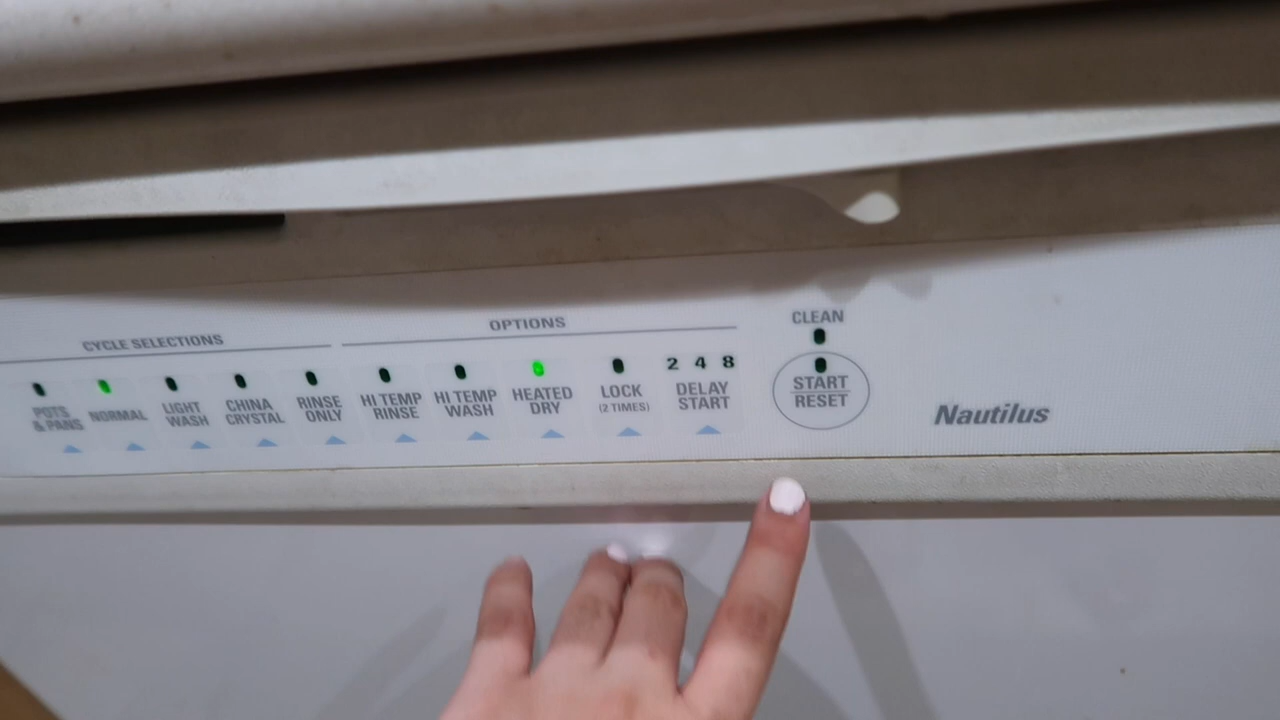 CYCLE SELECTIONS
OPTIONS
CLEAN
POTS
& PANS
NORMAL
LIGHT
WASH
CHINA
CRYSTAL
RINSE
ONLY
HI TEMP
RINSE
HI TEMP
WASH
HEATED
DRY
LOCK
(2 TIMES)
2 4 8
DELAY
START
START
RESET
Nautilus